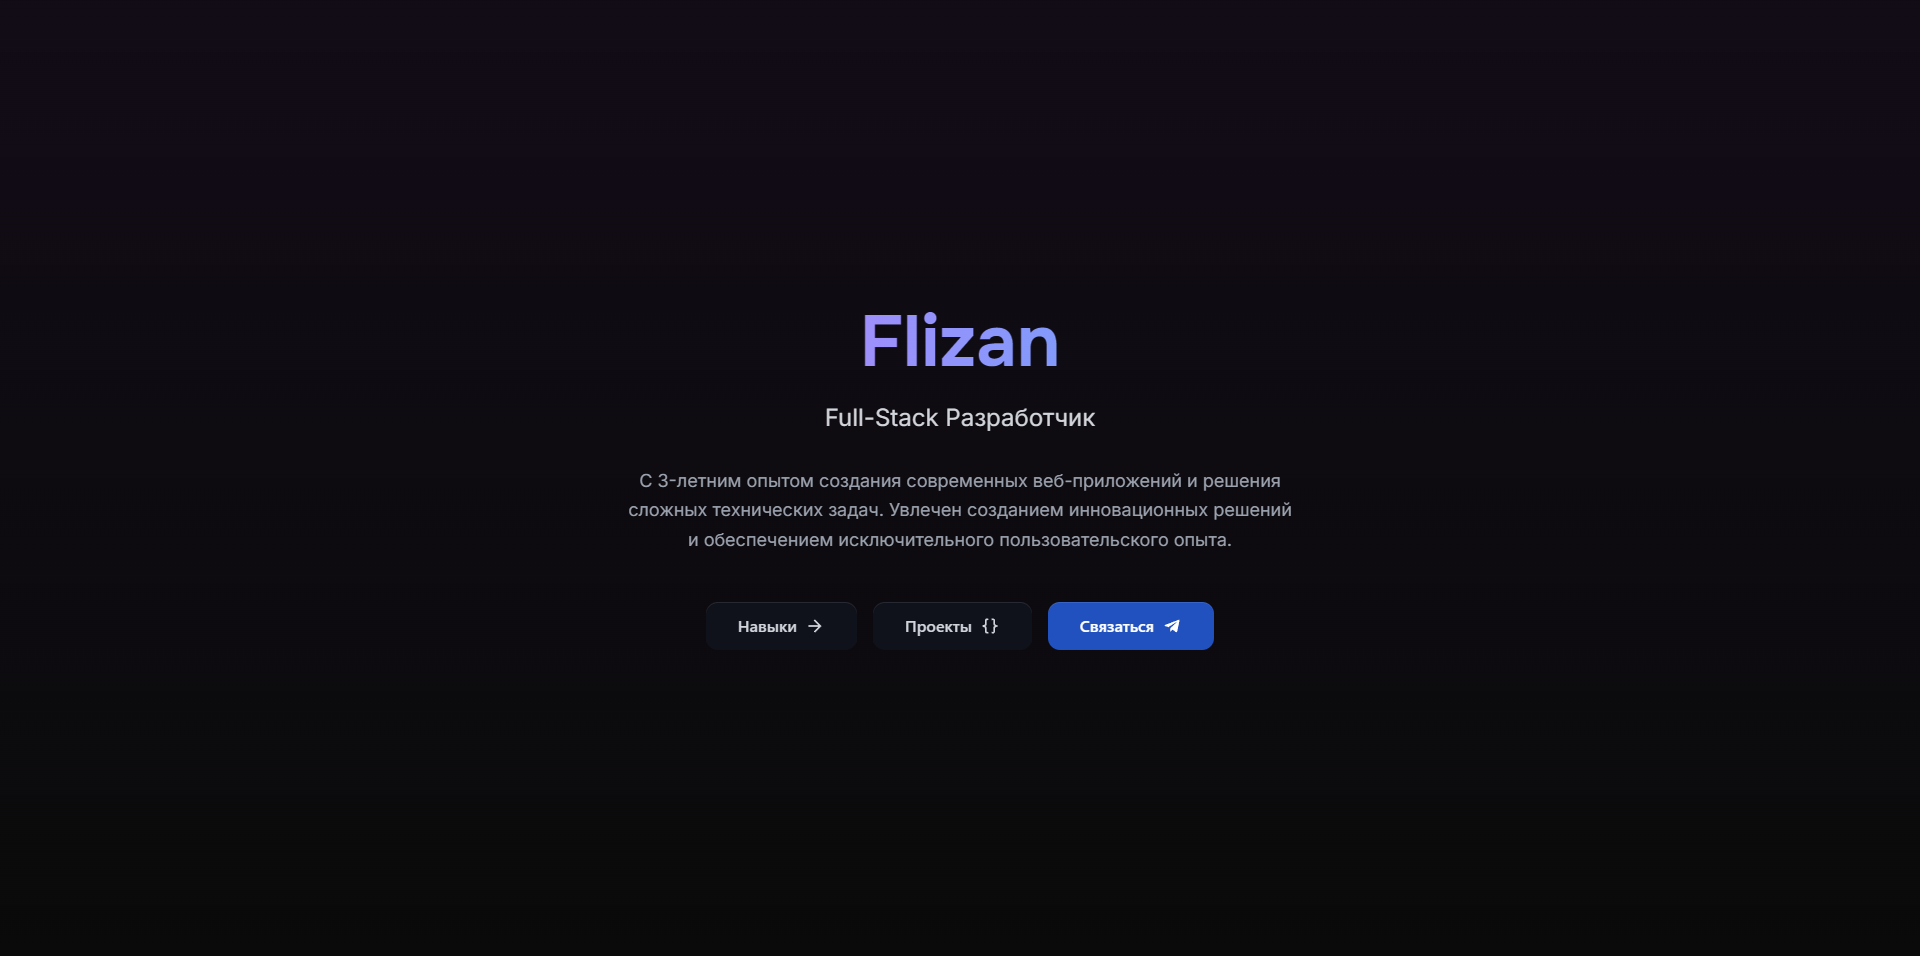 Flizan
Full-Stack Разработчик
С 3-летним опытом создания современных веб-приложений и решения
сложных технических задач. Увлечен созданием инновационных решений
и обеспечением исключительного пользовательского опыта.
Навыки
Проекты {}
Связаться